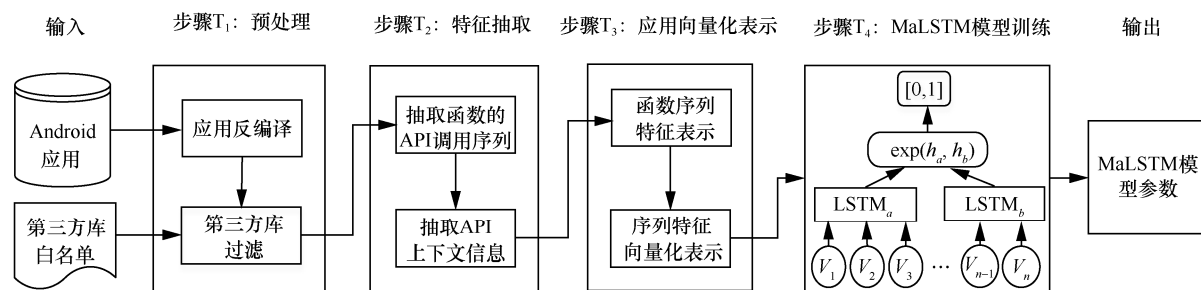 输入
步骤T₁：预处理
步骤T₂：特征抽取
步骤T₃：应用向量化表示
步骤T₄：MaLSTM模型训练
输出
Android
应用
第三方库
白名单
应用反编译
第三方库
过滤
抽取函数的
API调用序列
抽取API
上下文信息
函数序列
特征表示
序列特征
向量化表示
[0,1]
exp(hₐ, h_b)
LSTMₐ
LSTM_b
V₁
V₂
V₃
…
Vₙ₋₁
Vₙ
MaLSTM模
型参数